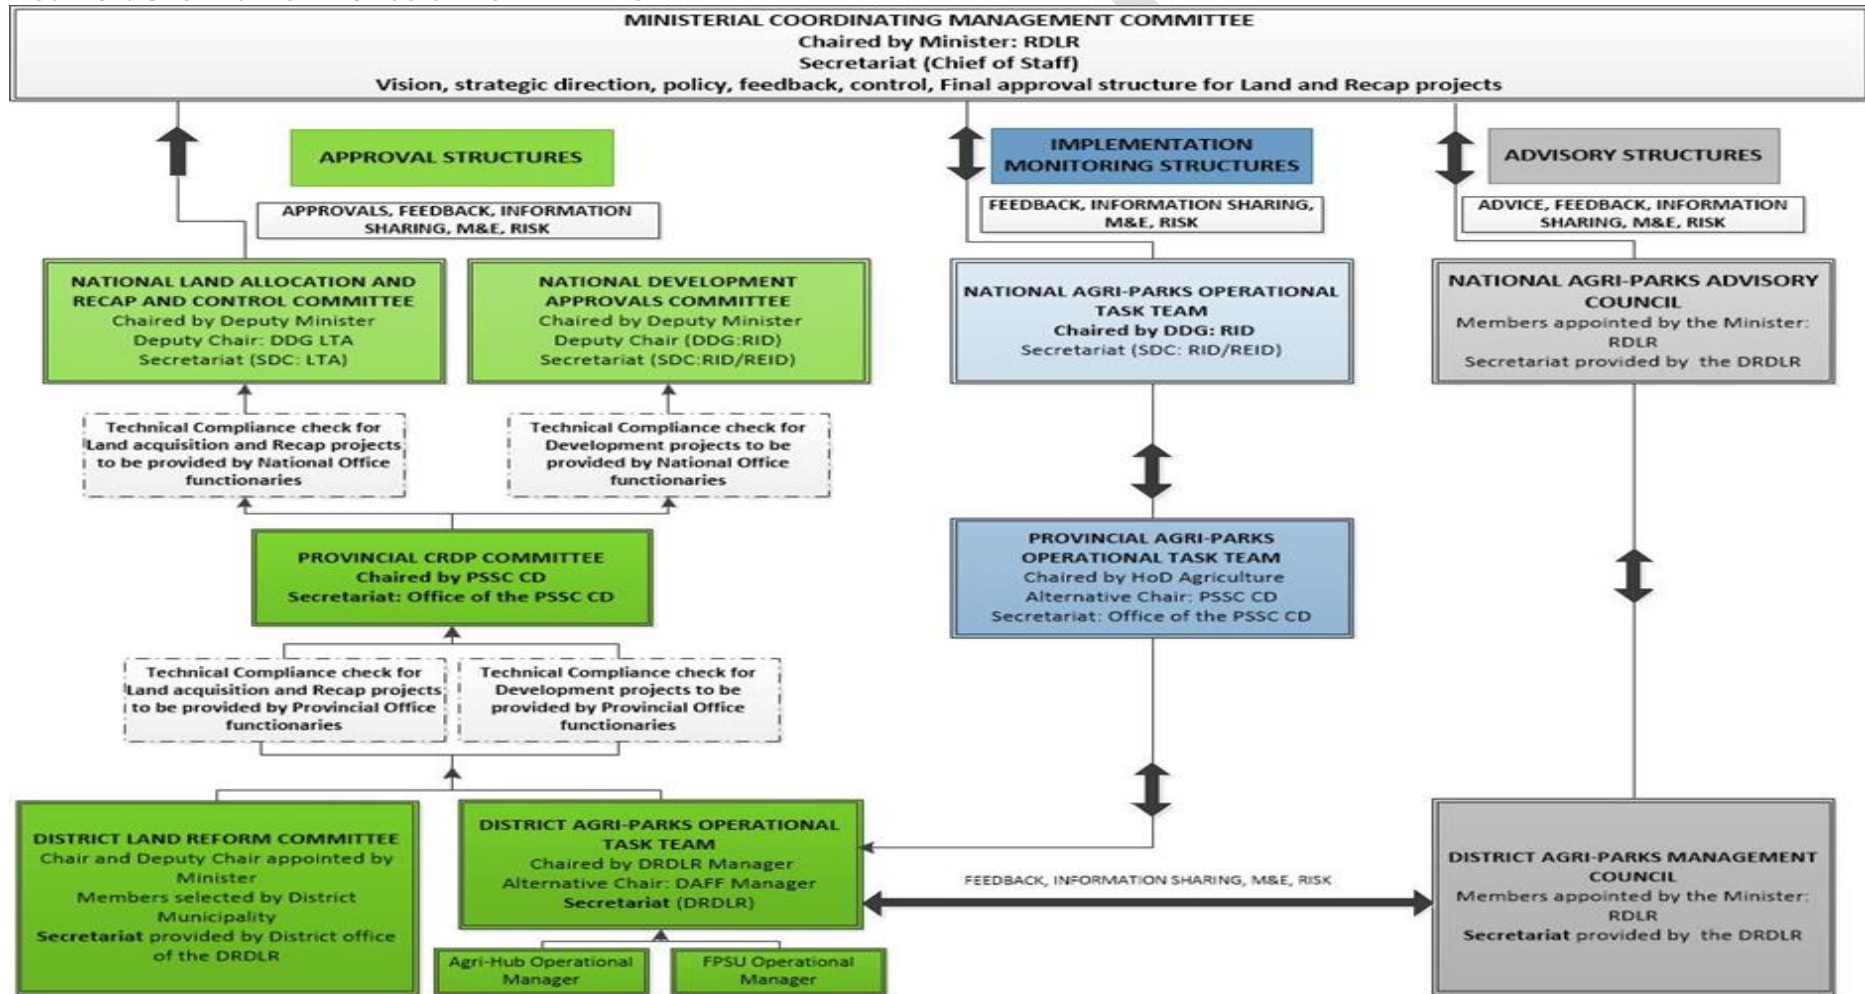 MINISTERIAL COORDINATING MANAGEMENT COMMITTEE
Chaired by Minister: RDLR
Secretariat (Chief of Staff)
Vision, strategic direction, policy, feedback, control, Final approval structure for Land and Recap projects
APPROVAL STRUCTURES
IMPLEMENTATION
MONITORING STRUCTURES
ADVISORY STRUCTURES
APPROVALS, FEEDBACK, INFORMATION
SHARING, M&E, RISK
FEEDBACK, INFORMATION SHARING,
M&E, RISK
ADVICE, FEEDBACK, INFORMATION
SHARING, M&E, RISK
NATIONAL LAND ALLOCATION AND
RECAP AND CONTROL COMMITTEE
Chaired by Deputy Minister
Deputy Chair: DDG LTA
Secretariat (SDC: LTA)
NATIONAL DEVELOPMENT
APPROVALS COMMITTEE
Chaired by Deputy Minister
Deputy Chair (DDG:RID)
Secretariat (SDC:RID/REID)
NATIONAL AGRI-PARKS OPERATIONAL
TASK TEAM
Chaired by DDG: RID
Secretariat (SDC: RID/REID)
NATIONAL AGRI-PARKS ADVISORY
COUNCIL
Members appointed by the Minister:
RDLR
Secretariat provided by the DRDLR
Technical Compliance check for
Land acquisition and Recap projects
to be provided by National Office
functionaries
Technical Compliance check for
Development projects to be
provided by National Office
functionaries
PROVINCIAL CRDP COMMITTEE
Chaired by PSSC CD
Secretariat: Office of the PSSC CD
PROVINCIAL AGRI-PARKS
OPERATIONAL TASK TEAM
Chaired by HoD Agriculture
Alternative Chair: PSSC CD
Secretariat: Office of the PSSC CD
Technical Compliance check for
Land acquisition and Recap projects
to be provided by Provincial Office
functionaries
Technical Compliance check for
Development projects to be
provided by Provincial Office
functionaries
DISTRICT LAND REFORM COMMITTEE
Chair and Deputy Chair appointed by
Minister
Members selected by District
Municipality
Secretariat provided by District office
of the DRDLR
DISTRICT AGRI-PARKS OPERATIONAL
TASK TEAM
Chaired by DRDLR Manager
Alternative Chair: DAFF Manager
Secretariat (DRDLR)
FEEDBACK, INFORMATION SHARING, M&E, RISK
DISTRICT AGRI-PARKS MANAGEMENT
COUNCIL
Members appointed by the Minister:
RDLR
Secretariat provided by the DRDLR
Agri-Hub Operational
Manager
FPSU Operational
Manager